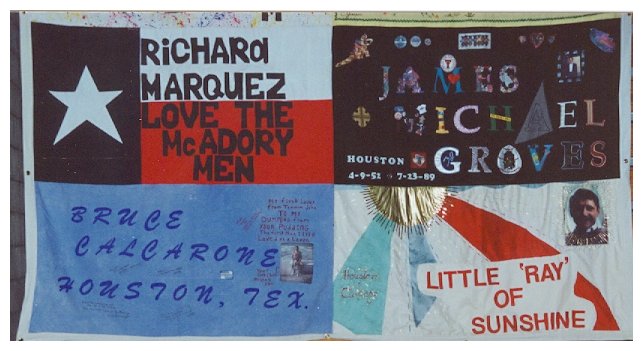 RiCHARd
MARQUEZ
LOVE THE
McADORY
MEN
JAMES
MICHAEL
GROVES
HOUSTON
4-9-52 7-23-89
BRUCE
CALCARONE
HOUSTON, TEX.
LITTLE 'RAY'
OF
SUNSHINE